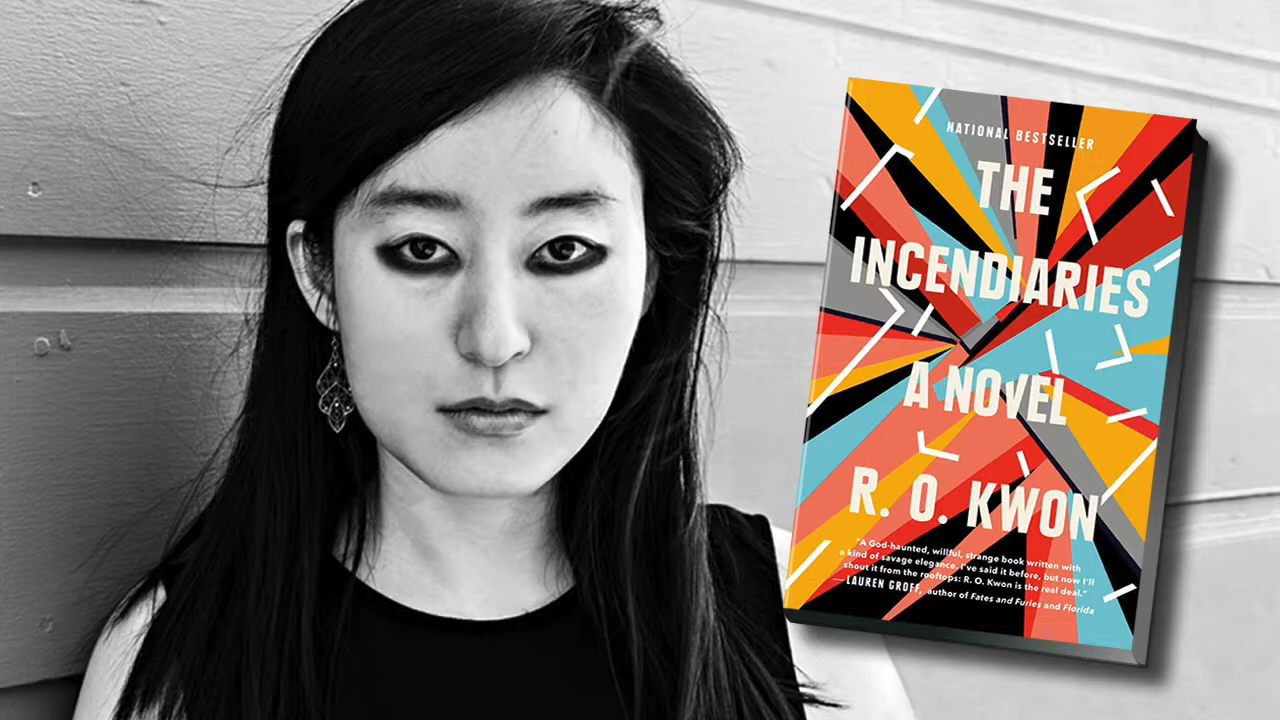 NATIONAL BESTSELLER
THE
INCENDIARIES
A NOVEL
R. O. KWON
"A God-haunted, willful, strange book written with
a kind of savage elegance. I've said it before, but now I'll
shout it from the rooftops: R. O. Kwon is the real deal."
—LAUREN GROFF, author of Fates and Furies and Florida